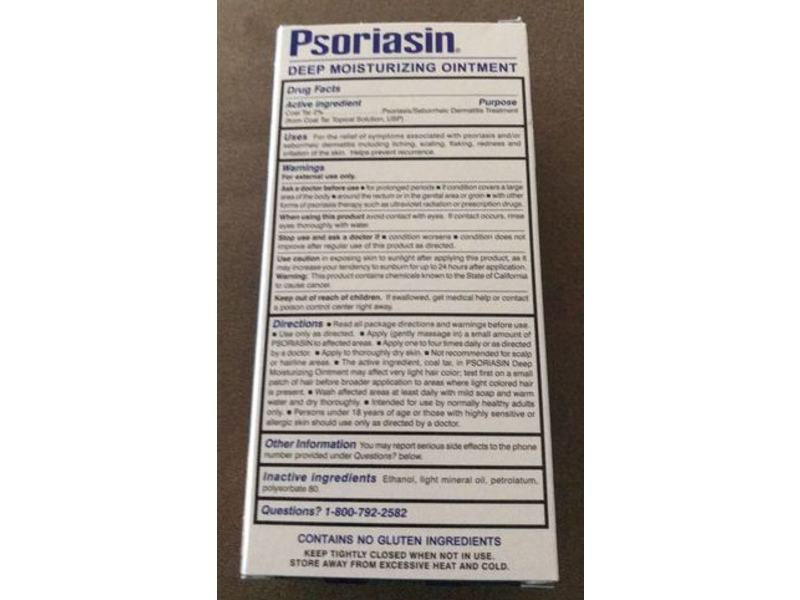 Psoriasin®
DEEP MOISTURIZING OINTMENT
Drug Facts
Active ingredient Purpose
Coal Tar 2% Psoriasis/Seborrheic Dermatitis Treatment
(from Coal Tar Topical Solution, USP)
Uses For the relief of symptoms associated with psoriasis and/or
seborrheic dermatitis including itching, scaling, flaking, redness and
irritation of the skin. Helps prevent recurrence.
Warnings
For external use only.
Ask a doctor before use ■ for prolonged periods ■ if condition covers a large
area of the body ■ around the rectum or in the genital area or groin ■ with other
forms of psoriasis therapy such as ultraviolet radiation or prescription drugs.
When using this product avoid contact with eyes. If contact occurs, rinse
eyes thoroughly with water.
Stop use and ask a doctor if ■ condition worsens ■ condition does not
improve after regular use of this product as directed.
Use caution in exposing skin to sunlight after applying this product, as it
may increase your tendency to sunburn for up to 24 hours after application.
Warning: This product contains chemicals known to the State of California
to cause cancer.
Keep out of reach of children. If swallowed, get medical help or contact
a poison control center right away.
Directions ■ Read all package directions and warnings before use.
■ Use only as directed. ■ Apply (gently massage in) a small amount of
PSORIASIN to affected areas. ■ Apply one to four times daily or as directed
by a doctor. ■ Apply to thoroughly dry skin. ■ Not recommended for scalp
or hairline areas. ■ The active ingredient, coal tar, in PSORIASIN Deep
Moisturizing Ointment may affect very light hair color; test first on a small
patch of hair before broader application to areas where light colored hair
is present. ■ Wash affected areas at least daily with mild soap and warm
water and dry thoroughly. ■ Intended for use by normally healthy adults
only. ■ Persons under 18 years of age or those with highly sensitive or
allergic skin should use only as directed by a doctor.
Other Information You may report serious side effects to the phone
number provided under Questions? below.
Inactive ingredients Ethanol, light mineral oil, petrolatum,
polysorbate 80.
Questions? 1-800-792-2582
CONTAINS NO GLUTEN INGREDIENTS
KEEP TIGHTLY CLOSED WHEN NOT IN USE.
STORE AWAY FROM EXCESSIVE HEAT AND COLD.